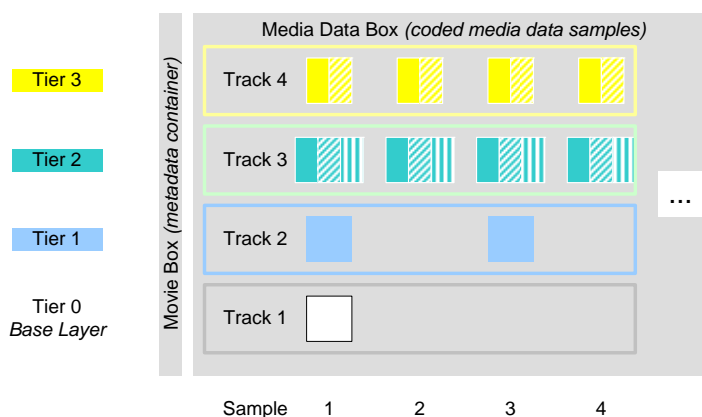 Media Data Box (coded media data samples)
Movie Box (metadata container)
Tier 3
Track 4
Tier 2
Track 3
...
Tier 1
Track 2
Tier 0
Base Layer
Track 1
Sample 1 2 3 4